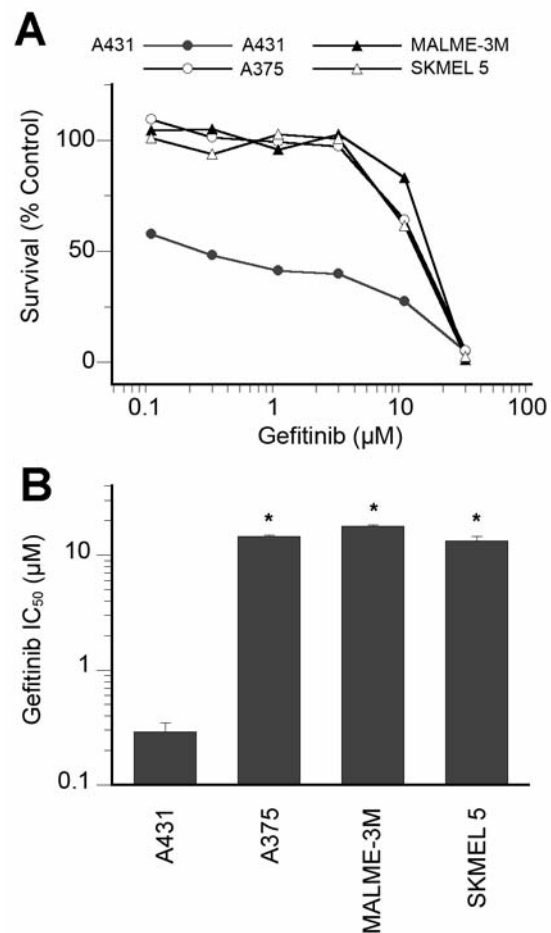 A
A431 A431 MALME-3M
A375 SKMEL 5
Survival (% Control)
100
50
0
0.1 1 10 100
Gefitinib (µM)
B
Gefitinib IC50 (µM)
10
1
0.1
* * *
A431 A375 MALME-3M SKMEL 5